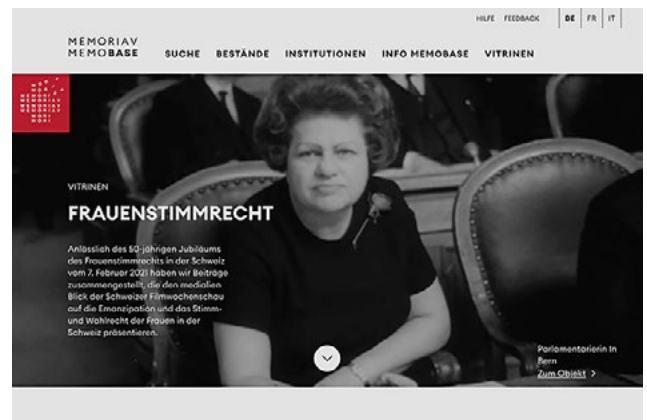 HILFE FEEDBACK DE FR IT
MEMORIAV
MEMOBASE
SUCHE BESTÄNDE INSTITUTIONEN INFO MEMOBASE VITRINEN
VITRINEN
FRAUENSTIMMRECHT
Anlässlich des 50-jährigen Jubiläums
des Frauenstimmrechts in der Schweiz
vom 7. Februar 2021 haben wir Beiträge
zusammengestellt, die den medialen
Blick der Schweizer Filmwochenschau
auf die Emanzipation und das Stimm-
und Wahlrecht der Frauen in der
Schweiz präsentieren.
Parlamentarierin In
Bern
Zum Objekt >